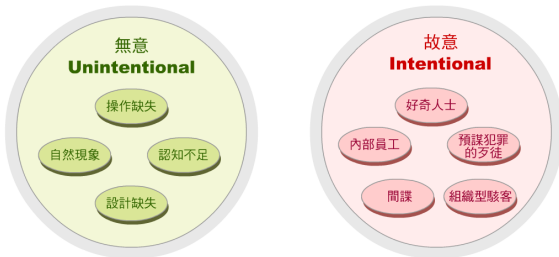 無意
Unintentional
操作缺失
自然現象
認知不足
設計缺失
故意
Intentional
好奇人士
內部員工
預謀犯罪
的歹徒
間諜
組織型駭客